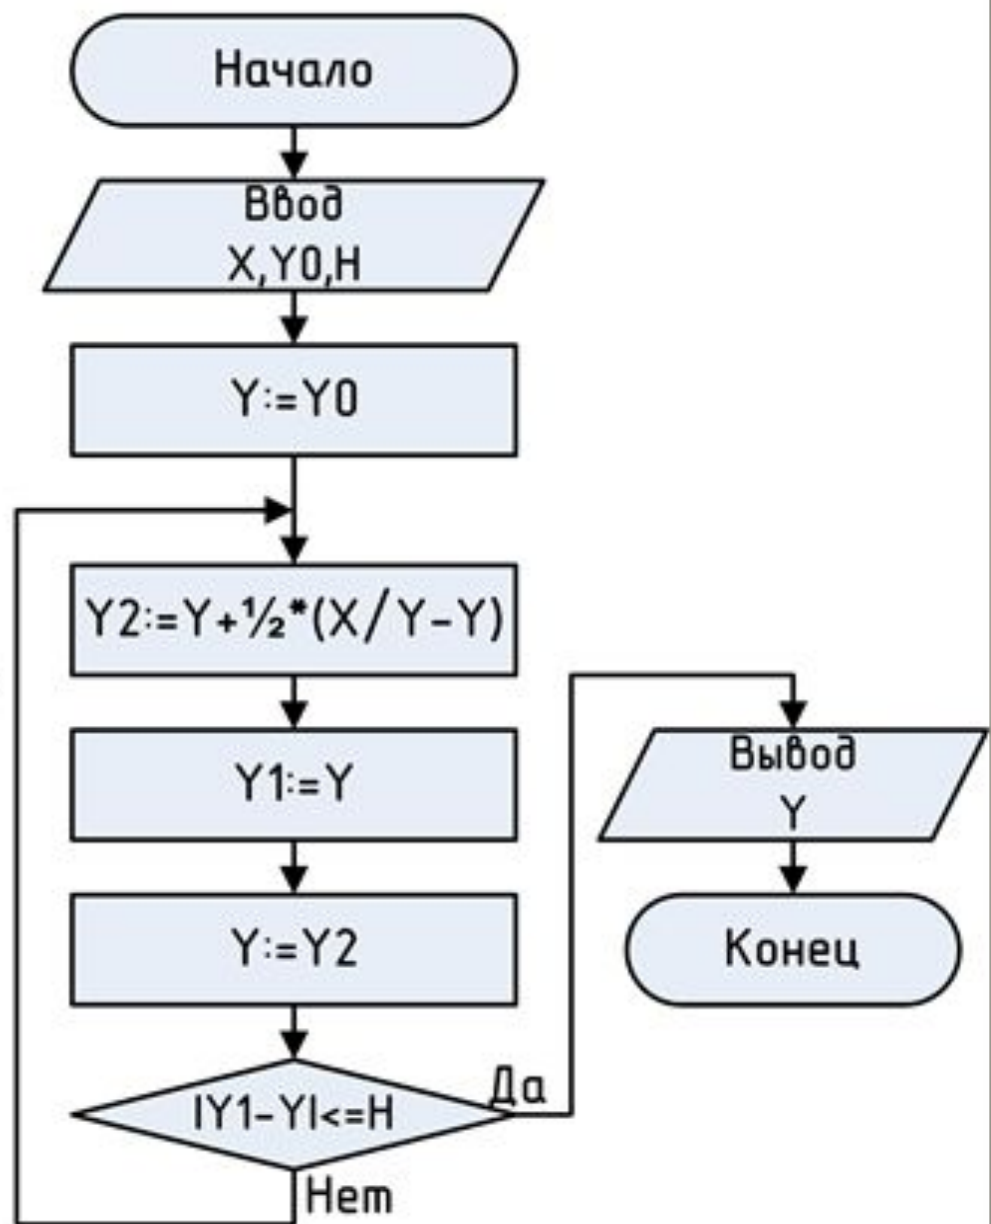 Начало
Ввод
X,Y0,H
Y:=Y0
Y2:=Y+½*(X/Y-Y)
Y1:=Y
Y:=Y2
|Y1-Y|<=H
Да
Нет
Вывод
Y
Конец